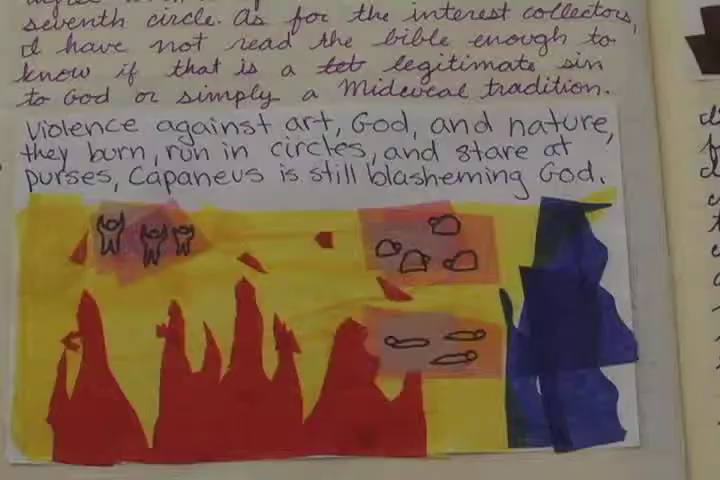 seventh circle. As for the interest collectors,
I have not read the bible enough to
know if that is a legitimate sin
to God or simply a Mideveal tradition.
Violence against art, God, and nature,
they burn, run in circles, and stare at
purses, Capaneus is still blasheming God.